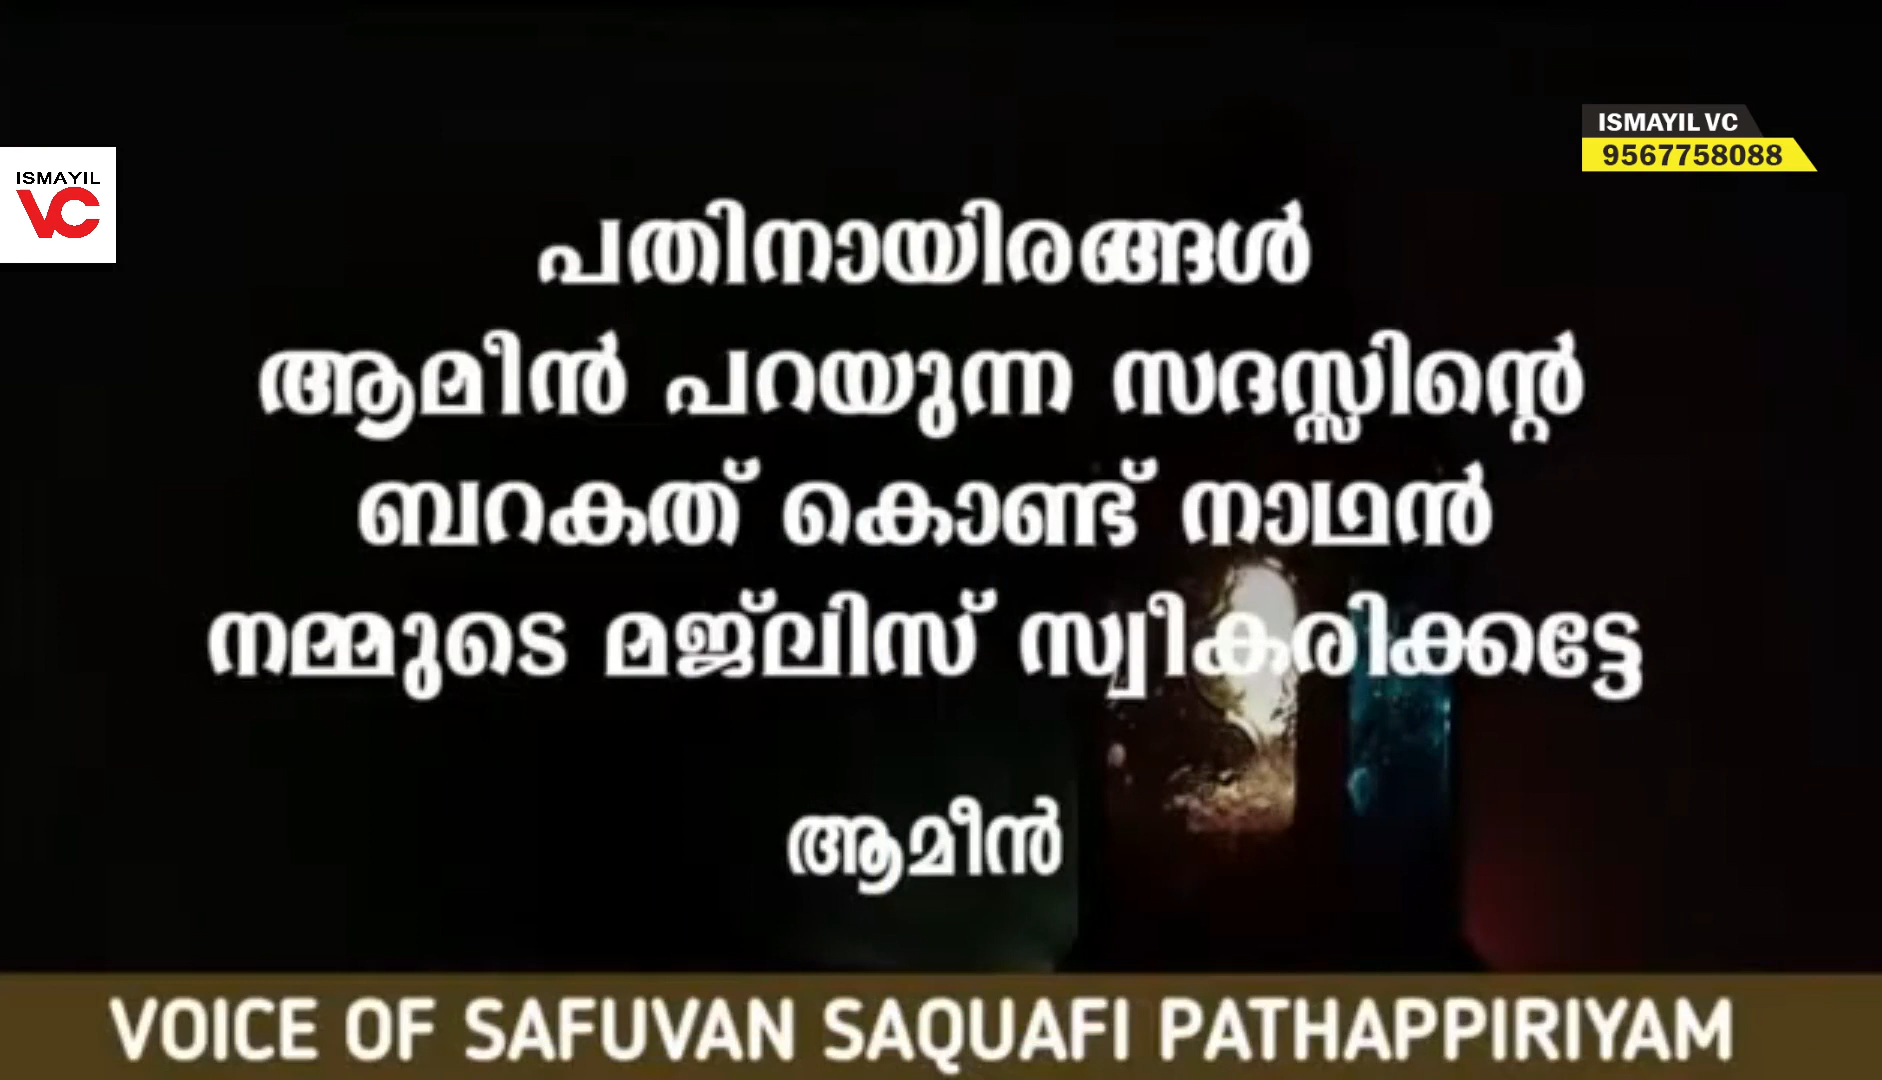 ISMAYIL VC
9567758088
ISMAYIL
VC
പതിനായിരങ്ങൾ
ആമീൻ പറയുന്ന സദസ്സിന്റെ
ബറകത് കൊണ്ട് നാഥൻ
നമ്മുടെ മജ്ലിസ് സ്വീകരിക്കട്ടേ
ആമീൻ
VOICE OF SAFUVAN SAQUAFI PATHAPPIRIYAM